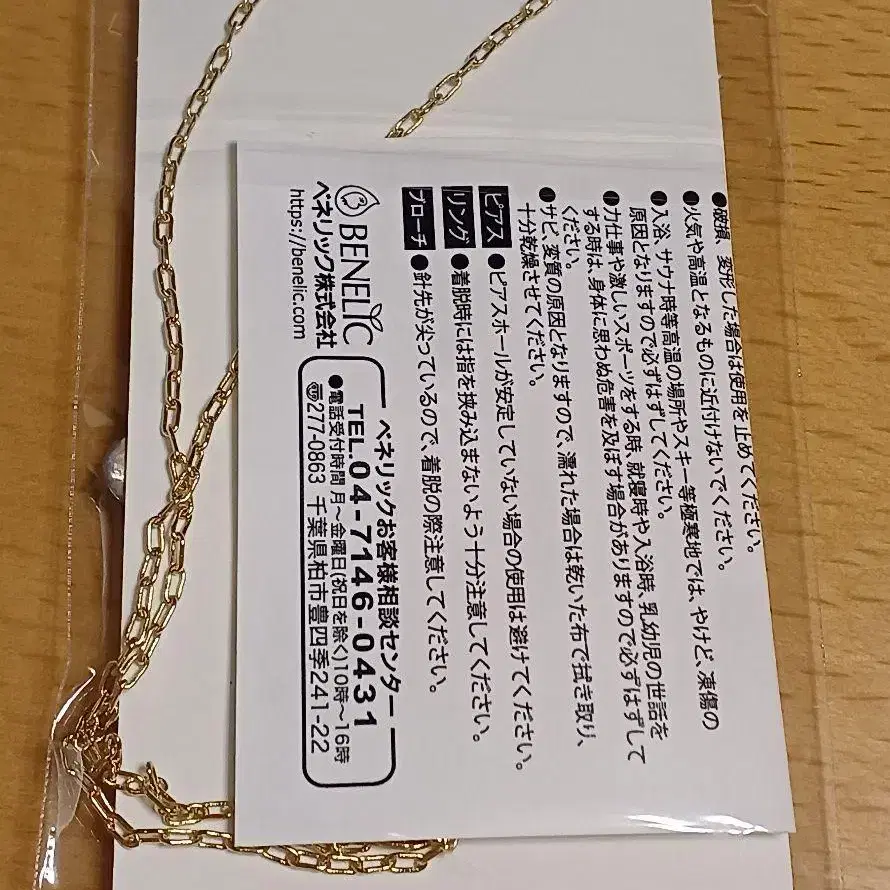 ●破損、変形した場合は使用を止めてください。
●火気や高温となるものに近付けないでください。
●入浴、サウナ時等高温の場所やスキー等極寒地では、やけど、凍傷の
原因となりますので必ずはずしてください。
●力仕事や激しいスポーツをする時、就寝時や入浴時、乳幼児の世話を
する時は、身体に思わぬ危害を及ぼす場合がありますので必ずはずして
ください。
●サビ、変質の原因となりますので、濡れた場合は乾いた布で拭き取り、
十分乾燥させてください。
ピアス ●ピアスホールが安定していない場合の使用は避けてください。
リング ●着脱時には指を挟み込まないよう十分注意してください。
ブローチ ●針先が尖っているので、着脱の際注意してください。
BENELIC
ベネリック株式会社
https://benelic.com
ベネリックお客様相談センター
TEL.04-7146-0431
●電話受付時間 月~金曜日(祝日を除く)10時~16時
〠277-0863 千葉県柏市豊四季241-22